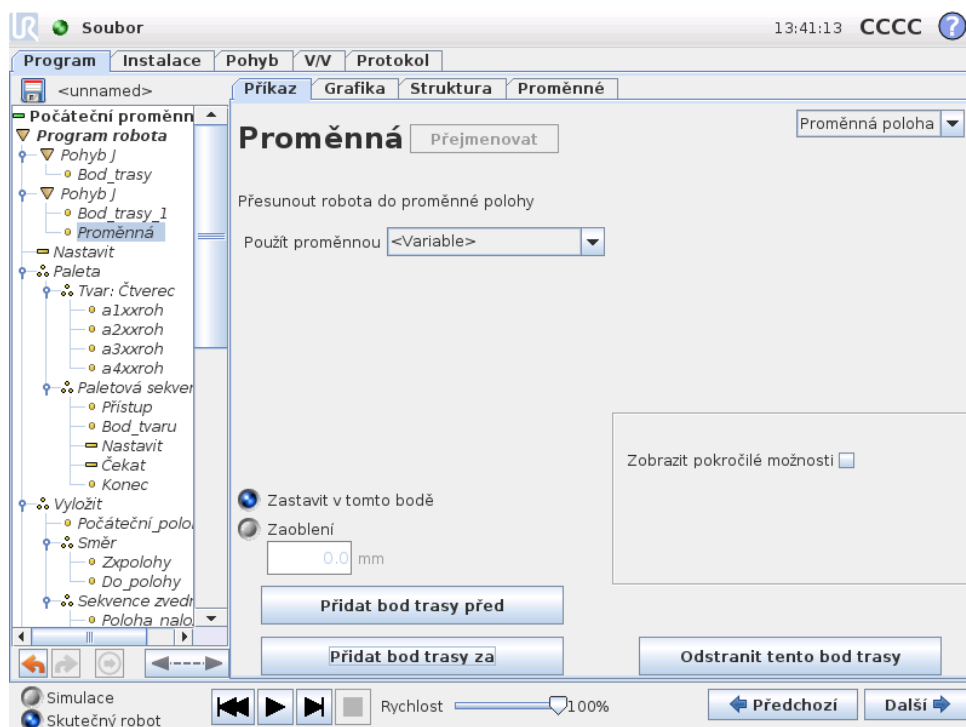 UR Soubor 13:41:13 CCCC ?
Program Instalace Pohyb V/V Protokol
<unnamed>
Příkaz Grafika Struktura Proměnné
Počáteční proměnn
Program robota
Pohyb J
Bod_trasy
Pohyb J
Bod_trasy_1
Proměnná
Nastavit
Paleta
Tvar: Čtverec
a1xxroh
a2xxroh
a3xxroh
a4xxroh
Paletová sekver
Přístup
Bod_tvaru
Nastavit
Čekat
Konec
Vyložit
Počáteční_polo
Směr
Zxpolohy
Do_polohy
Sekvence zvedr
Poloha_nalo
Proměnná Přejmenovat
Proměnná poloha
Přesunout robota do proměnné polohy
Použít proměnnou <Variable>
Zobrazit pokročilé možnosti
Zastavit v tomto bodě
Zaoblení
0.0 mm
Přidat bod trasy před
Přidat bod trasy za
Odstranit tento bod trasy
Simulace
Skutečný robot
Rychlost 100%
Předchozí
Další